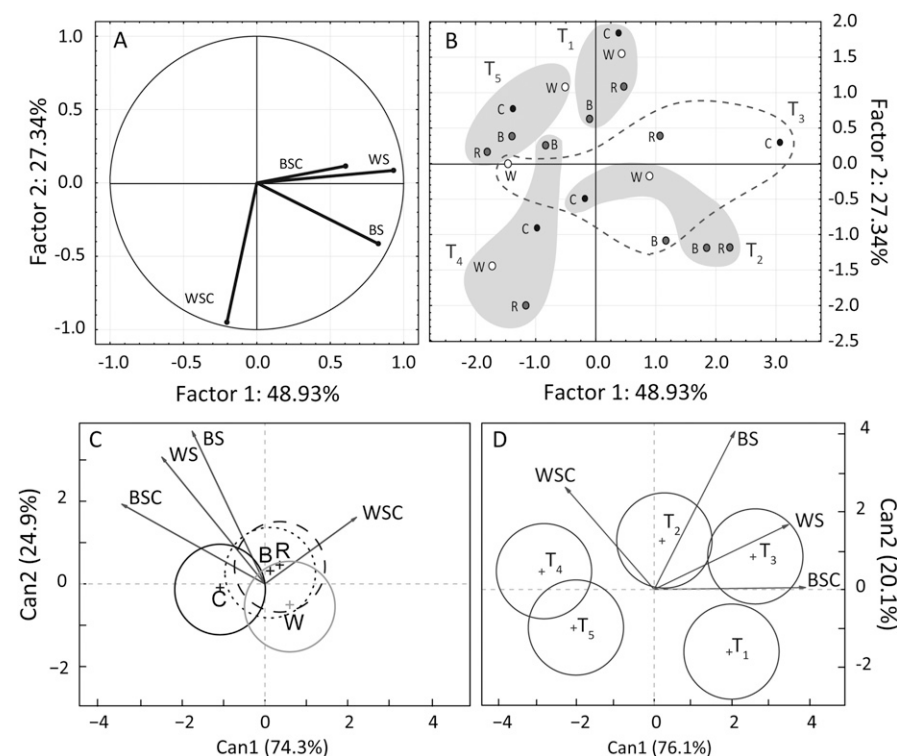 A
1.0
0.5
0.0
-0.5
-1.0
Factor 2: 27.34%
BSC
WS
BS
WSC
-1.0 -0.5 0.0 0.5 1.0
Factor 1: 48.93%
B
T1
T5
T3
T4
T2
C
W
R
B
W
C
B
R
B
R
C
W
W
C
C
B
B
R
W
R
2.0
1.5
1.0
0.5
0.0
-0.5
-1.0
-1.5
-2.0
-2.5
Factor 2: 27.34%
-2.0 -1.0 0.0 1.0 2.0 3.0
Factor 1: 48.93%
C
BS
WS
BSC
WSC
B R
C
W
2
0
−2
Can2 (24.9%)
−4 −2 0 2 4
Can1 (74.3%)
D
BS
WSC
WS
BSC
T2
T3
T4
T5
T1
4
2
0
−2
Can2 (20.1%)
−4 −2 0 2 4
Can1 (76.1%)